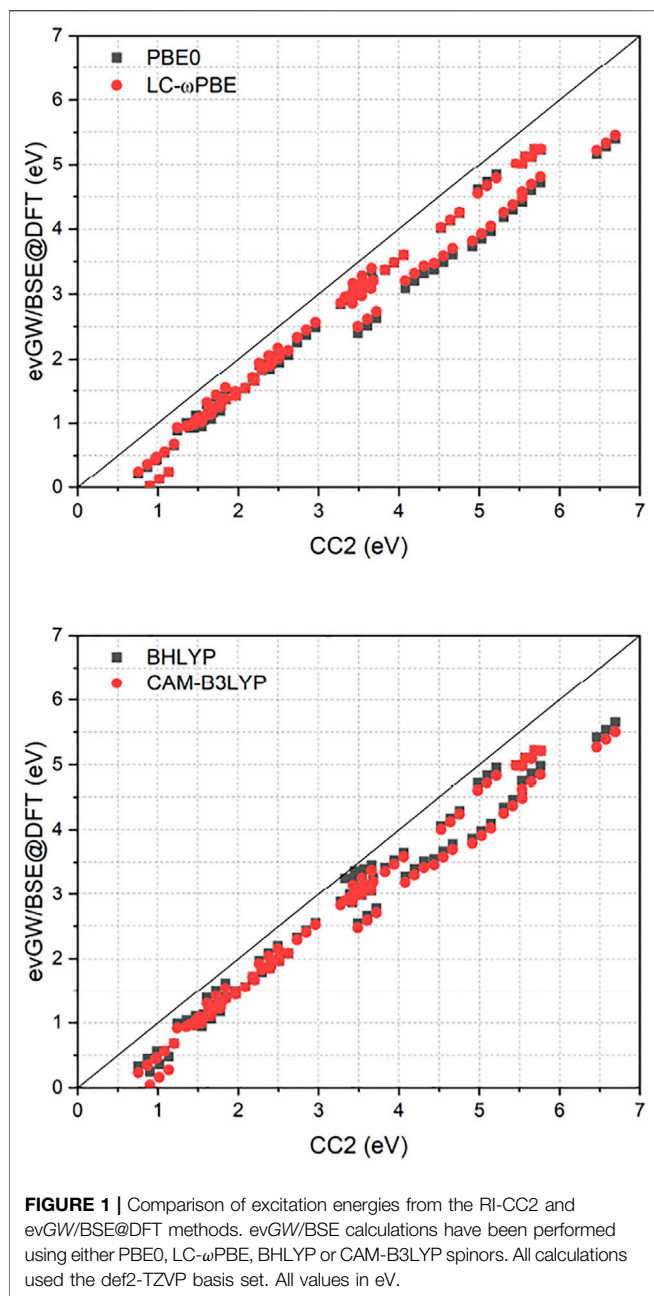 7
6
5
4
3
2
1
0
evGW/BSE@DFT (eV)
PBE0
LC-ωPBE
0 1 2 3 4 5 6 7
CC2 (eV)
7
6
5
4
3
2
1
0
evGW/BSE@DFT (eV)
BHLYP
CAM-B3LYP
0 1 2 3 4 5 6 7
CC2 (eV)
FIGURE 1 | Comparison of excitation energies from the RI-CC2 and
evGW/BSE@DFT methods. evGW/BSE calculations have been performed
using either PBE0, LC-ωPBE, BHLYP or CAM-B3LYP spinors. All calculations
used the def2-TZVP basis set. All values in eV.